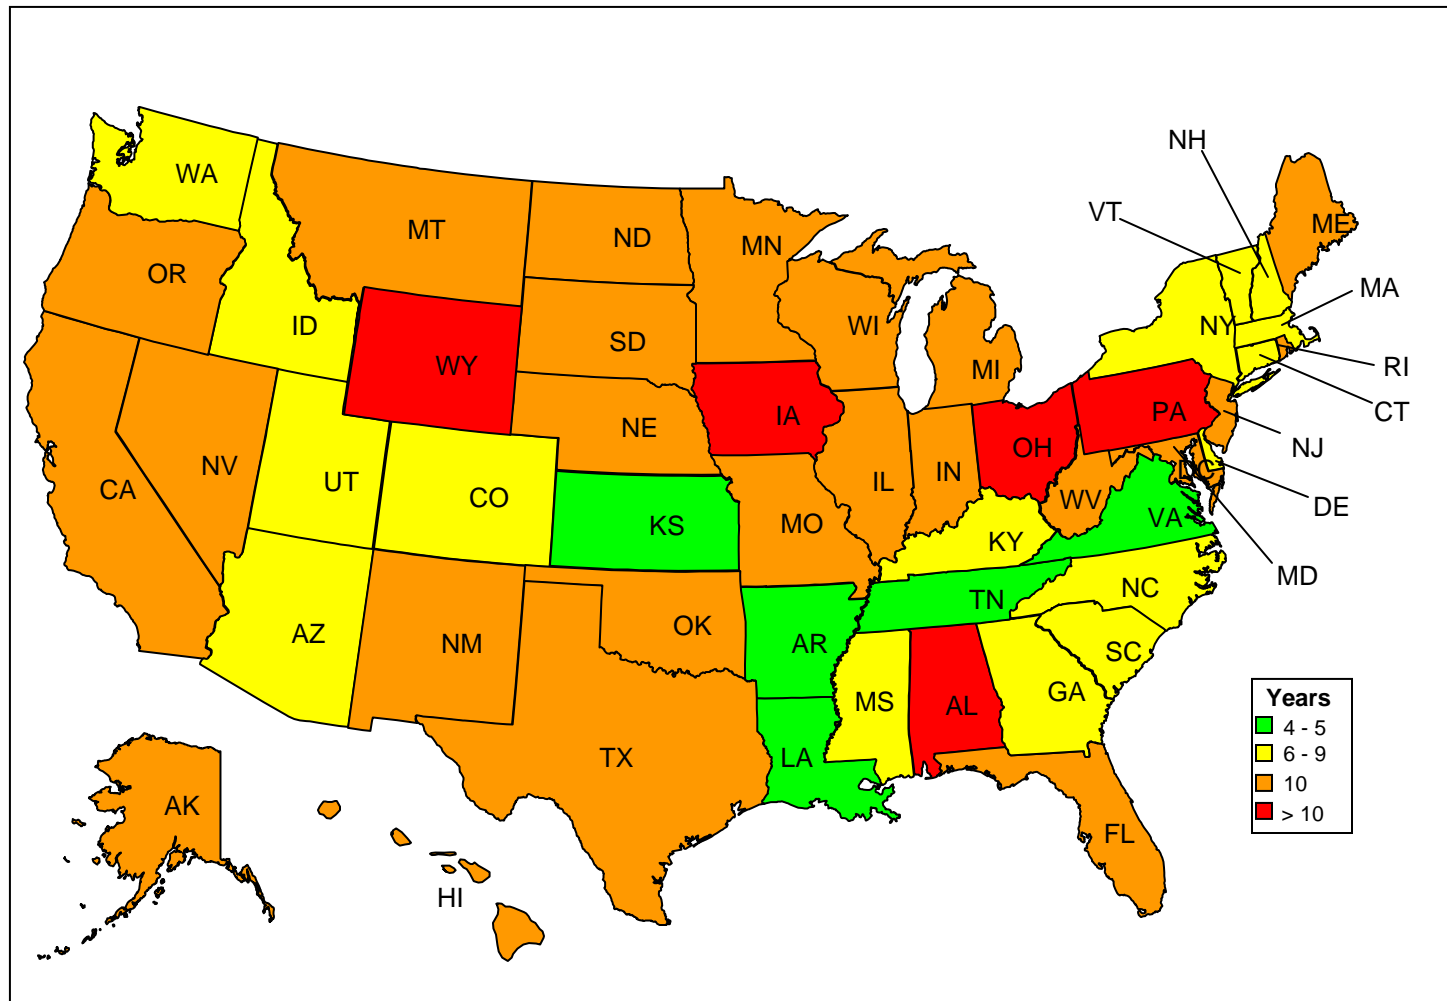 NH
WA
VT
ME
MT
ND
MN
OR
MA
WI
NY
ID
SD
WY
MI
RI
IA
PA
CT
NE
OH
NJ
NV
IL
IN
DC
UT
CO
CA
WV
DE
KS
MO
VA
KY
MD
NC
TN
AZ
OK
NM
AR
SC
GA
MS
AL
Years
4 - 5
TX
LA
6 - 9
10
AK
> 10
FL
HI